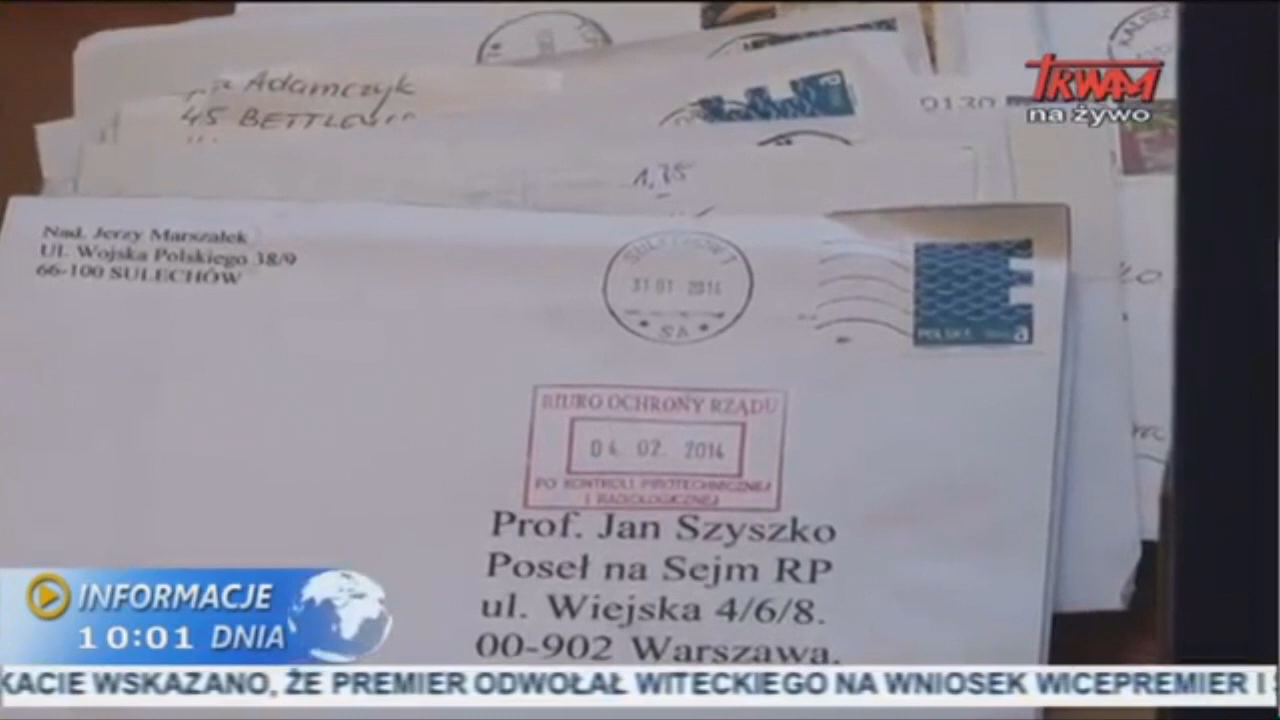 Adamczyk
45
TRWAM
na żywo
0130
1,75
Nad. Jerzy Marszałek
Ul. Wojska Polskiego 38/9
66-100 SULECHÓW
31 01 2014
SA
POLSKA
BIURO OCHRONY RZĄDU
04. 02. 2014
PO KONTROLI PIROTECHNICZNEJ
I RADIOLOGICZNEJ
Prof. Jan Szyszko
Poseł na Sejm RP
ul. Wiejska 4/6/8.
00-902 Warszawa.
INFORMACJE
10:01 DNIA
KACIE WSKAZANO, ŻE PREMIER ODWOŁAŁ WITECKIEGO NA WNIOSEK WICEPREMIER I